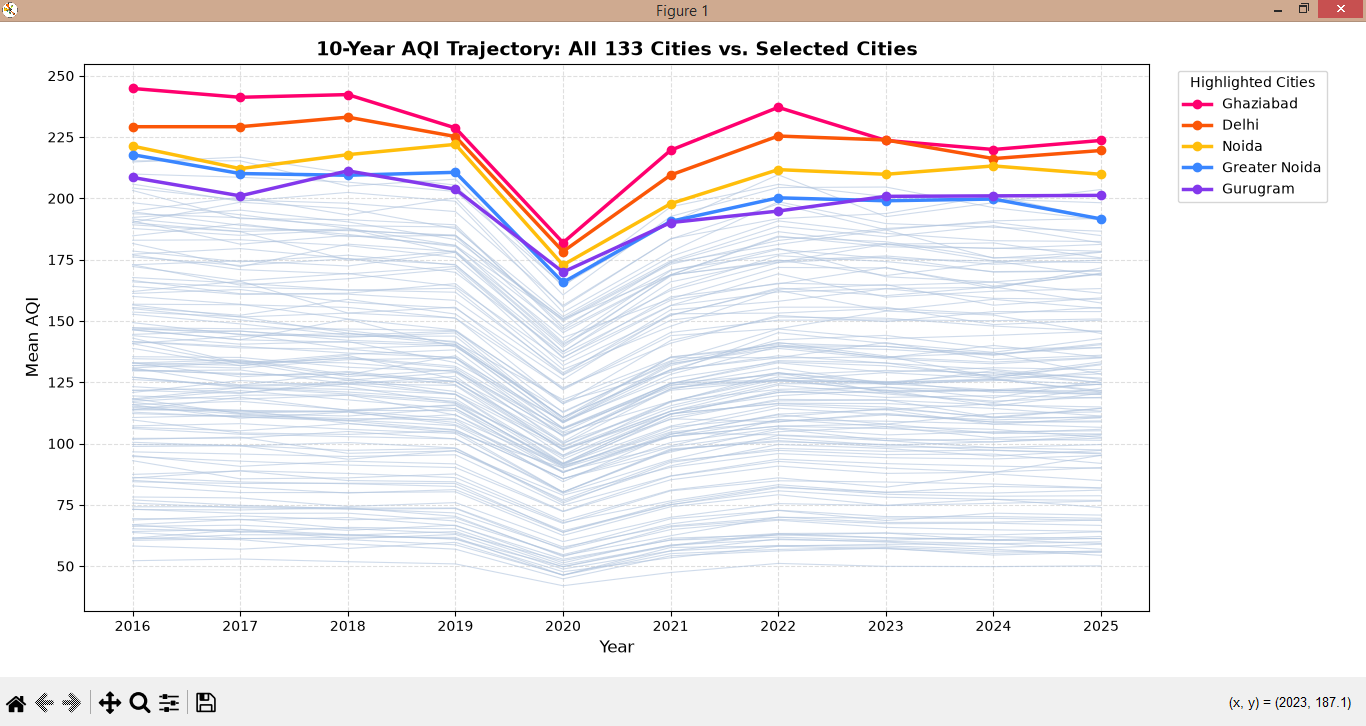 Figure 1
10-Year AQI Trajectory: All 133 Cities vs. Selected Cities
Highlighted Cities
Ghaziabad
Delhi
Noida
Greater Noida
Gurugram
Mean AQI
250
225
200
175
150
125
100
75
50
2016 2017 2018 2019 2020 2021 2022 2023 2024 2025
Year
(x, y) = (2023, 187.1)